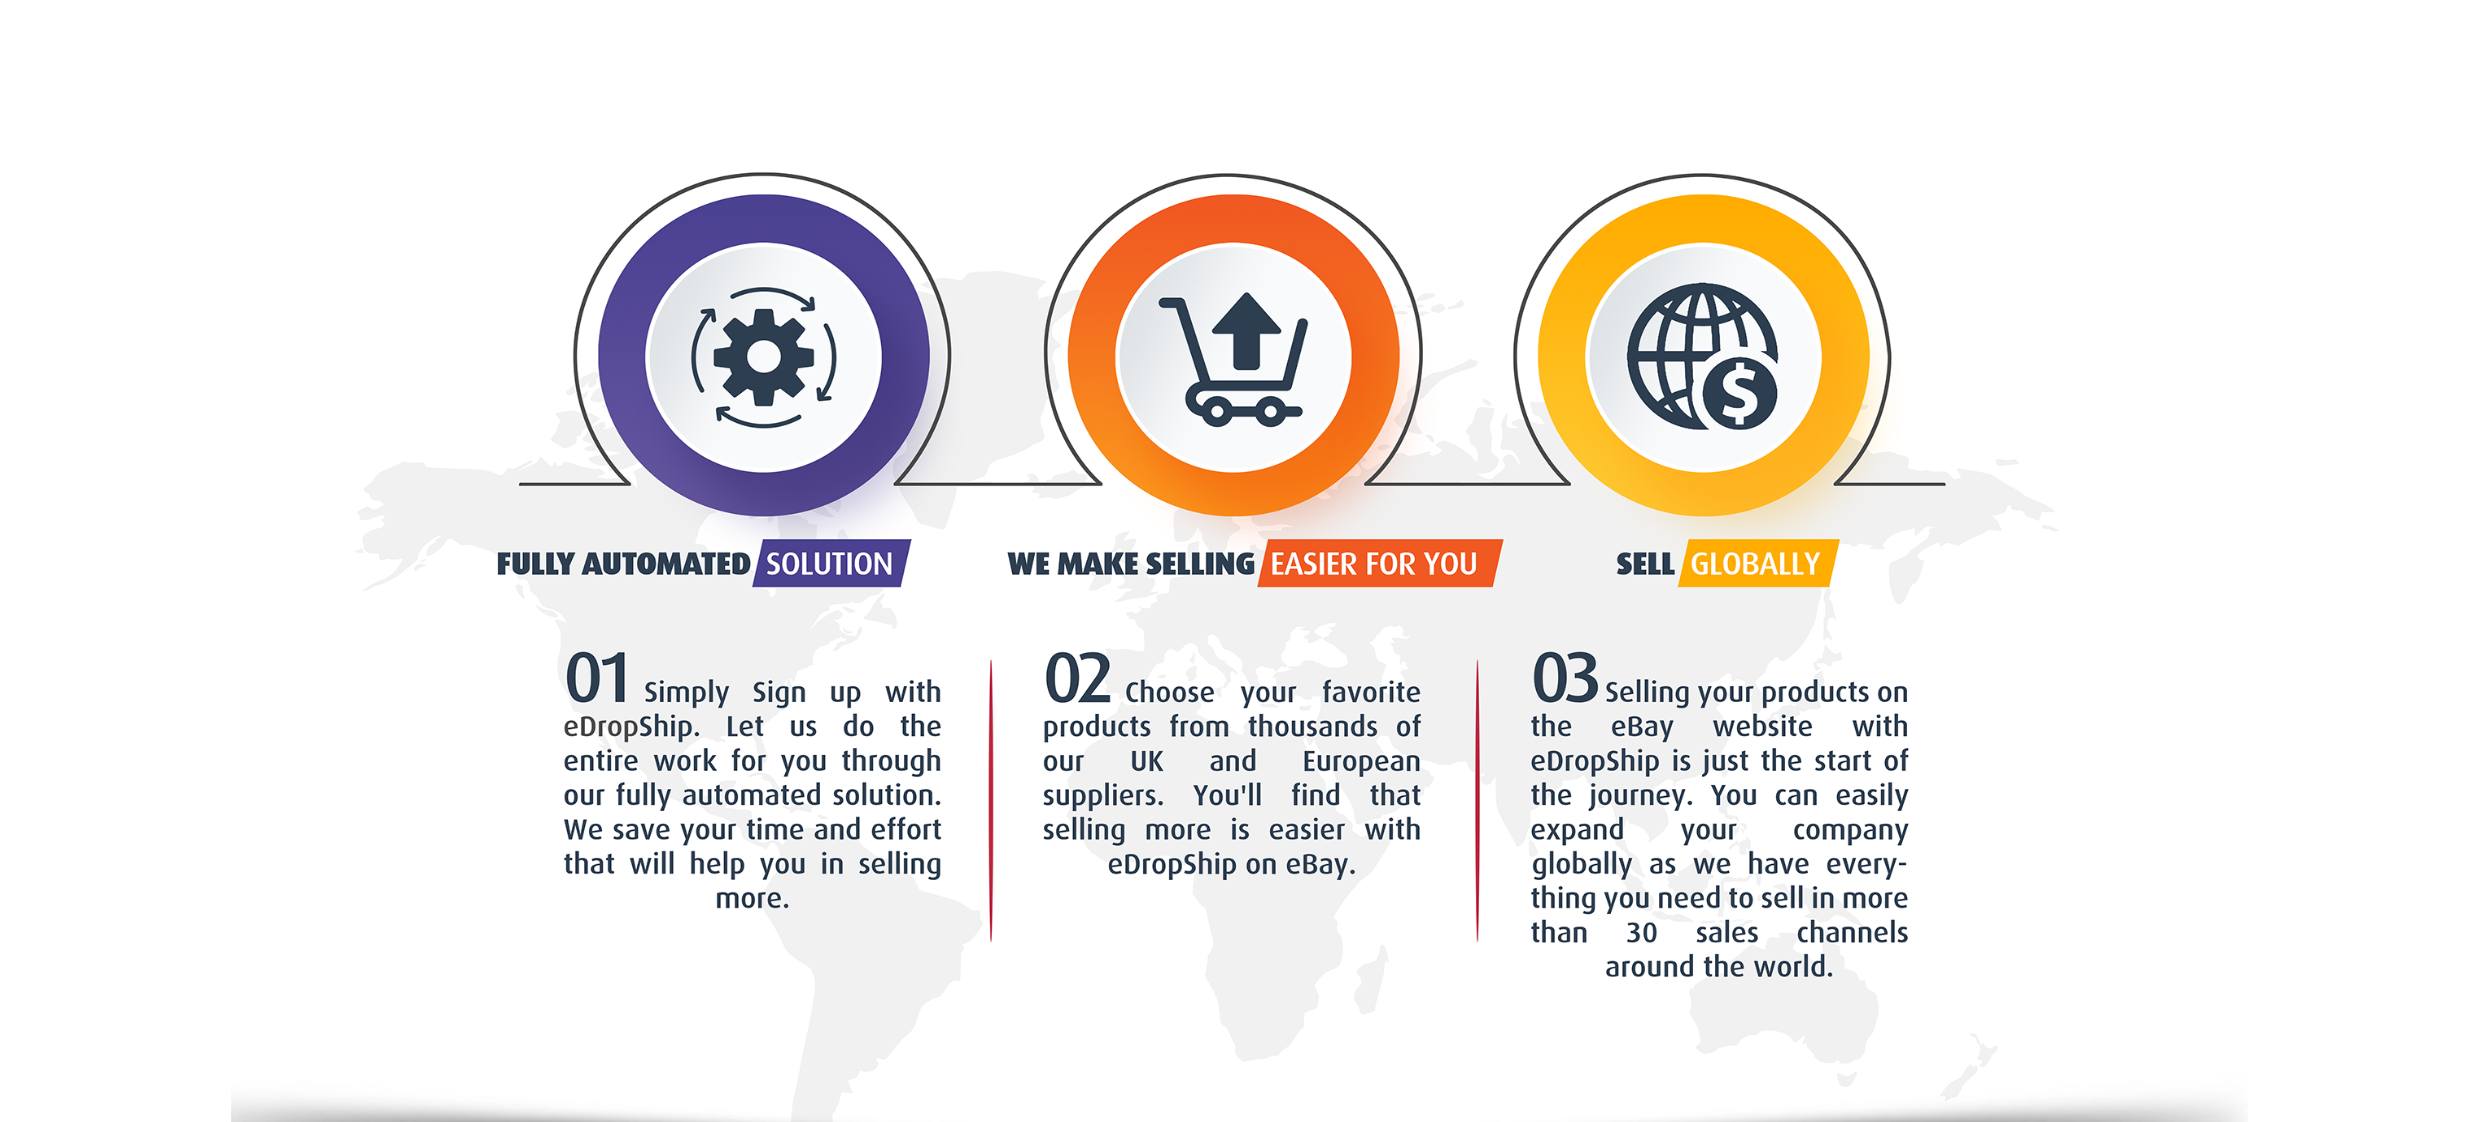 FULLY AUTOMATED SOLUTION
01 Simply Sign up with
eDropShip. Let us do the
entire work for you through
our fully automated solution.
We save your time and effort
that will help you in selling
more.
WE MAKE SELLING EASIER FOR YOU
02 Choose your favorite
products from thousands of
our UK and European
suppliers. You'll find that
selling more is easier with
eDropShip on eBay.
SELL GLOBALLY
03 Selling your products on
the eBay website with
eDropShip is just the start of
the journey. You can easily
expand your company
globally as we have every-
thing you need to sell in more
than 30 sales channels
around the world.